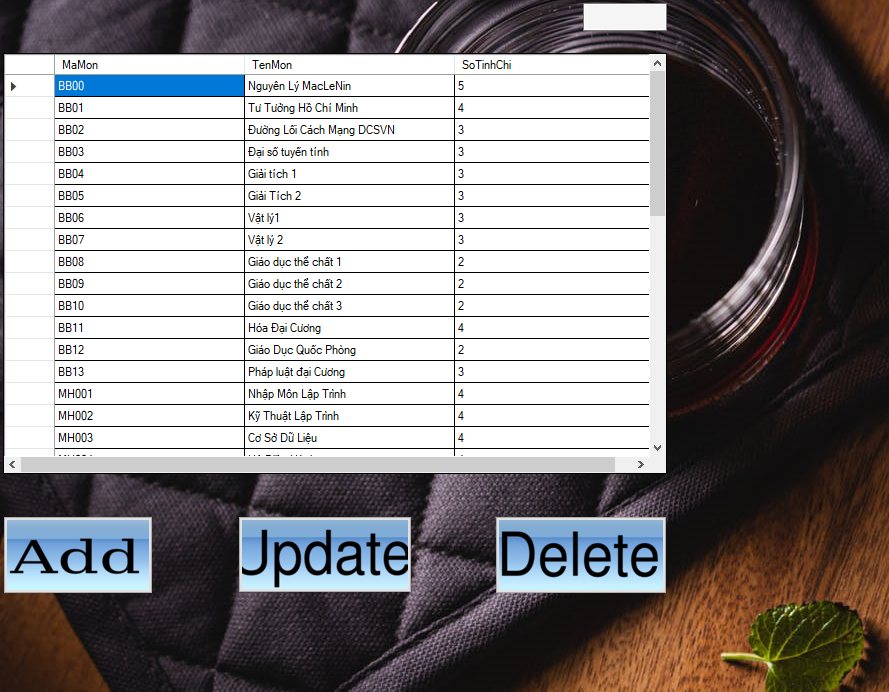 MaMon TenMon SoTinChi
BB00 Nguyên Lý MacLeNin 5
BB01 Tư Tưởng Hồ Chí Minh 4
BB02 Đường Lối Cách Mạng DCSVN 3
BB03 Đại số tuyến tính 3
BB04 Giải tích 1 3
BB05 Giải Tích 2 3
BB06 Vật lý1 3
BB07 Vật lý 2 3
BB08 Giáo dục thể chất 1 2
BB09 Giáo dục thể chất 2 2
BB10 Giáo dục thể chất 3 2
BB11 Hóa Đại Cương 4
BB12 Giáo Dục Quốc Phòng 2
BB13 Pháp luật đại Cương 3
MH001 Nhập Môn Lập Trình 4
MH002 Kỹ Thuật Lập Trình 4
MH003 Cơ Sở Dữ Liệu 4
Add Update Delete